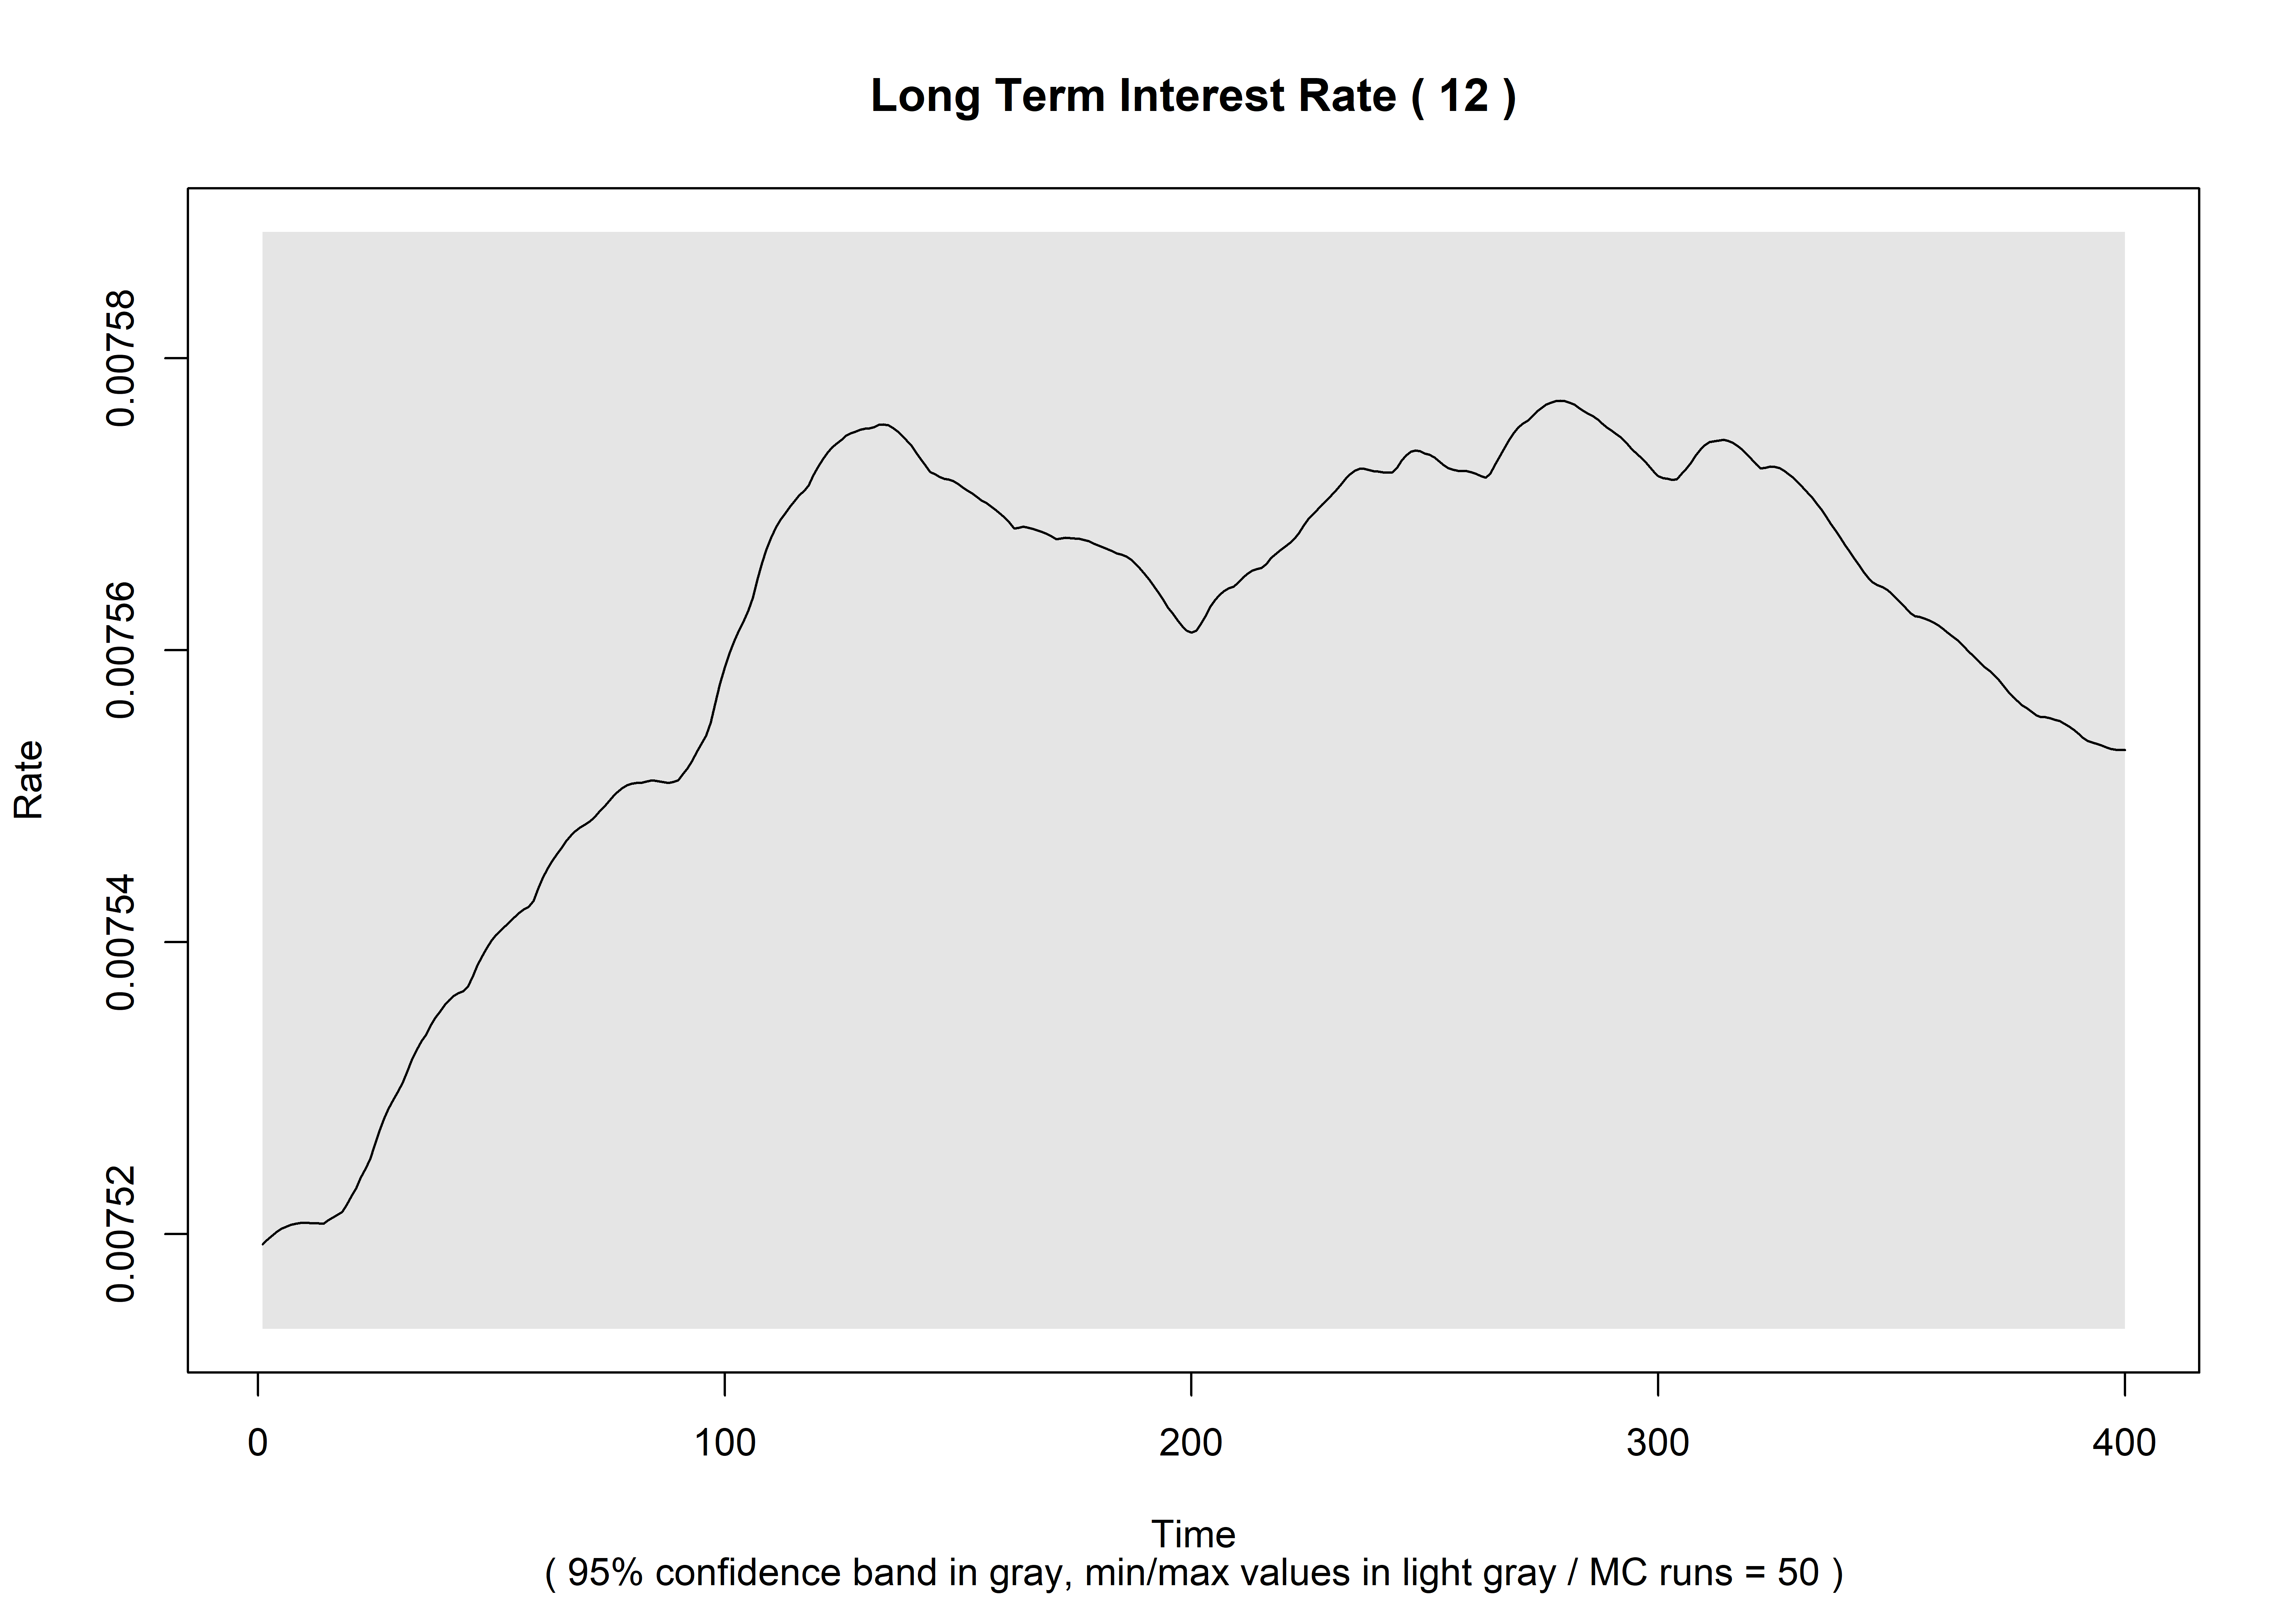 Long Term Interest Rate ( 12 )
Rate
0.00758
0.00756
0.00754
0.00752
0 100 200 300 400
Time
( 95% confidence band in gray, min/max values in light gray / MC runs = 50 )